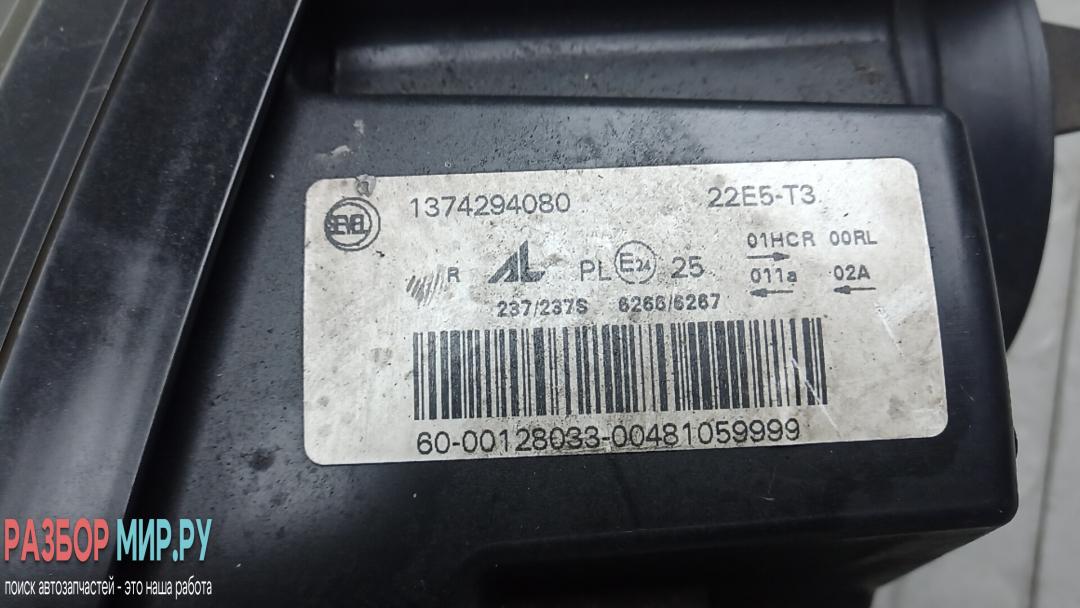 1374294080 22E5-T3
SEVEL
01HCR 00RL
R AL PL E24 25
011a 02A
237/237S 6266/6267
60-00128033-00481059999
РАЗБОР МИР.РУ
поиск автозапчастей - это наша работа